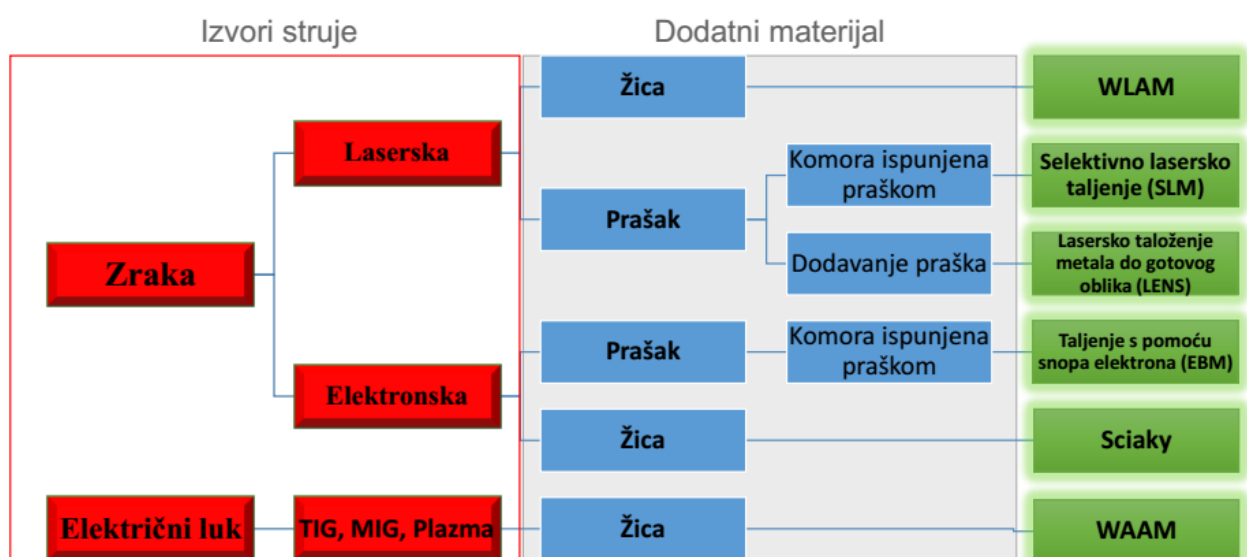 Izvori struje
Dodatni materijal
Žica
WLAM
Laserska
Komora ispunjena
praškom
Selektivno lasersko
taljenje (SLM)
Prašak
Zraka
Dodavanje praška
Lasersko taloženje
metala do gotovog
oblika (LENS)
Prašak
Komora ispunjena
praškom
Taljenje s pomoću
snopa elektrona (EBM)
Elektronska
Žica
Sciaky
Električni luk
TIG, MIG, Plazma
Žica
WAAM